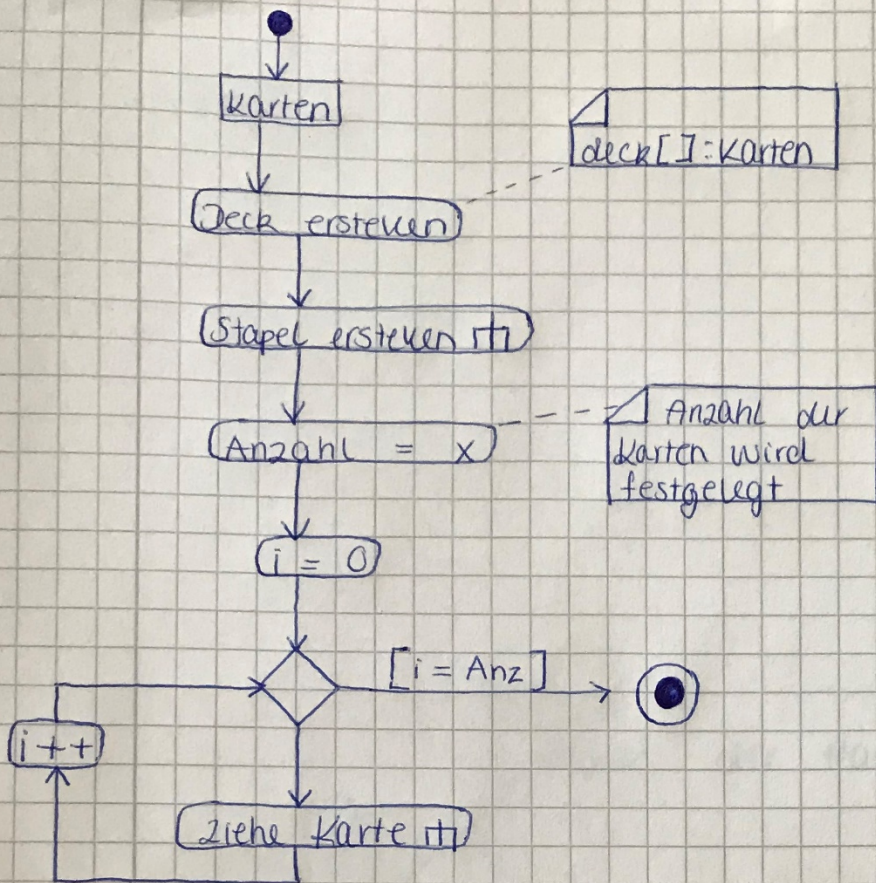 Karten
deck[]:Karten
Deck erstellen
Stapel erstellen
Anzahl = x
Anzahl der
Karten wird
festgelegt
i = 0
[i = Anz]
i++
Ziehe Karte